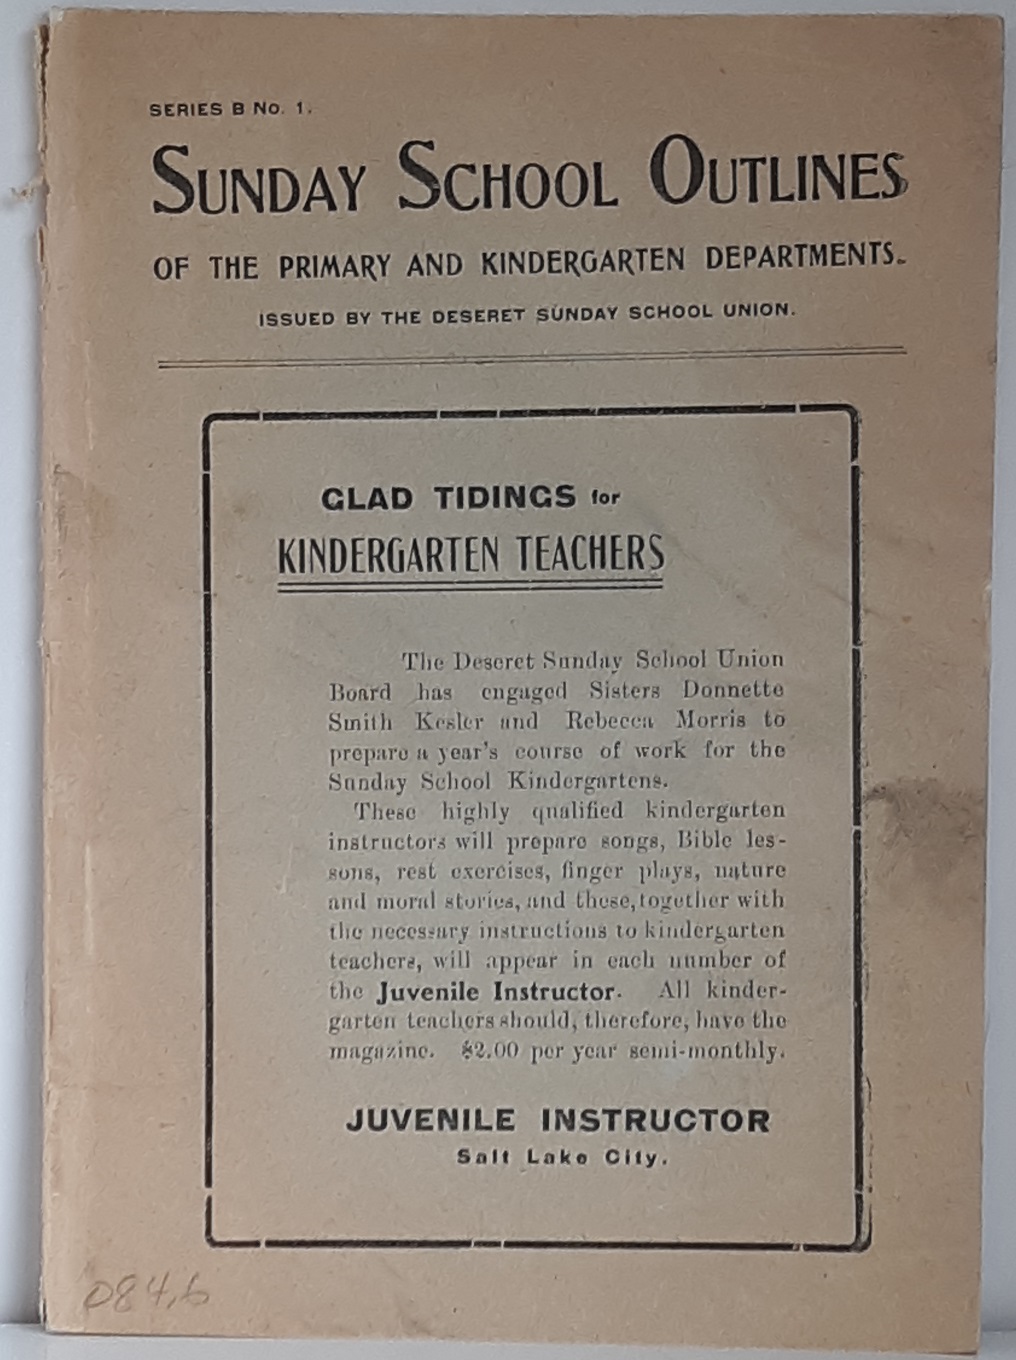 SERIES B No. 1.
SUNDAY SCHOOL OUTLINES
OF THE PRIMARY AND KINDERGARTEN DEPARTMENTS.
ISSUED BY THE DESERET SUNDAY SCHOOL UNION.
GLAD TIDINGS for
KINDERGARTEN TEACHERS
The Deseret Sunday School Union
Board has engaged Sisters Donnette
Smith Kesler and Rebecca Morris to
prepare a year's course of work for the
Sunday School Kindergartens.
These highly qualified kindergarten
instructors will prepare songs, Bible les-
sons, rest exercises, finger plays, nature
and moral stories, and these, together with
the necessary instructions to kindergarten
teachers, will appear in each number of
the Juvenile Instructor. All kinder-
garten teachers should, therefore, have the
magazine. $2.00 per year semi-monthly.
JUVENILE INSTRUCTOR
Salt Lake City.
084,6